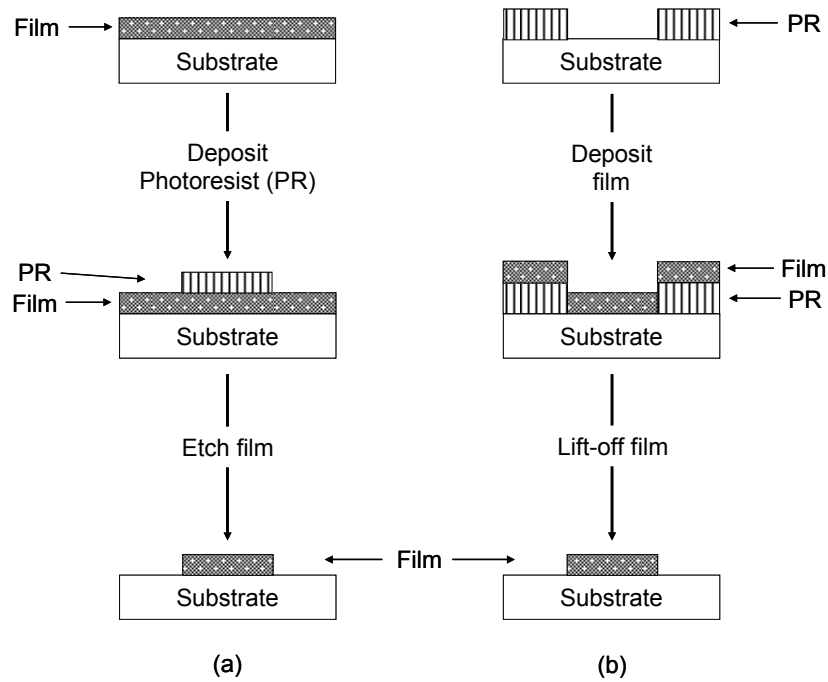 Film
Substrate
Deposit
Photoresist (PR)
PR
Film
Substrate
Etch film
Film
Substrate
(a)
PR
Substrate
Deposit
film
Film
PR
Substrate
Lift-off film
Substrate
(b)